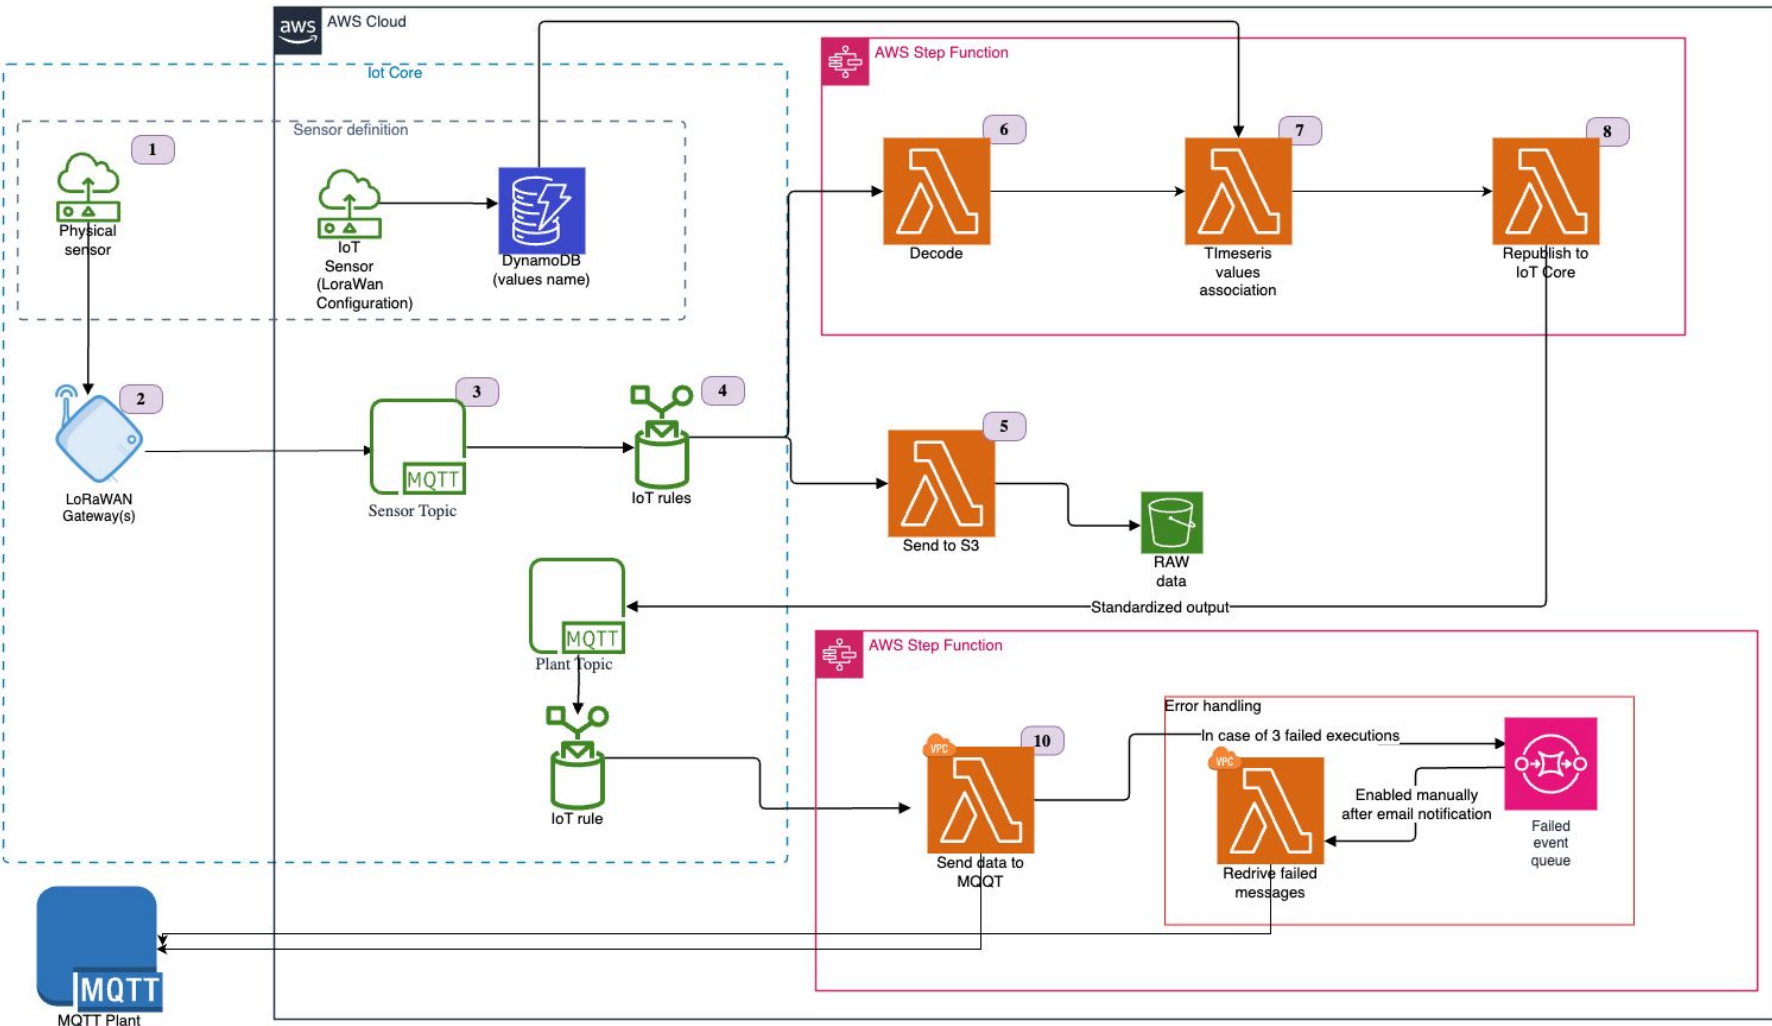 aws
AWS Cloud
Iot Core
AWS Step Function
Sensor definition
1
6
7
8
Physical
sensor
IoT
Sensor
(LoraWan
Configuration)
DynamoDB
(values name)
Decode
TImeseris
values
association
Republish to
IoT Core
2
3
4
5
MQTT
LoRaWAN
Gateway(s)
Sensor Topic
IoT rules
Send to S3
RAW
data
Standardized output
MQTT
Plant Topic
AWS Step Function
Error handling
In case of 3 failed executions
10
VPC
VPC
Enabled manually
after email notification
IoT rule
Failed
event
queue
Send data to
MQQT
Redrive failed
messages
MQTT
MQTT Plant